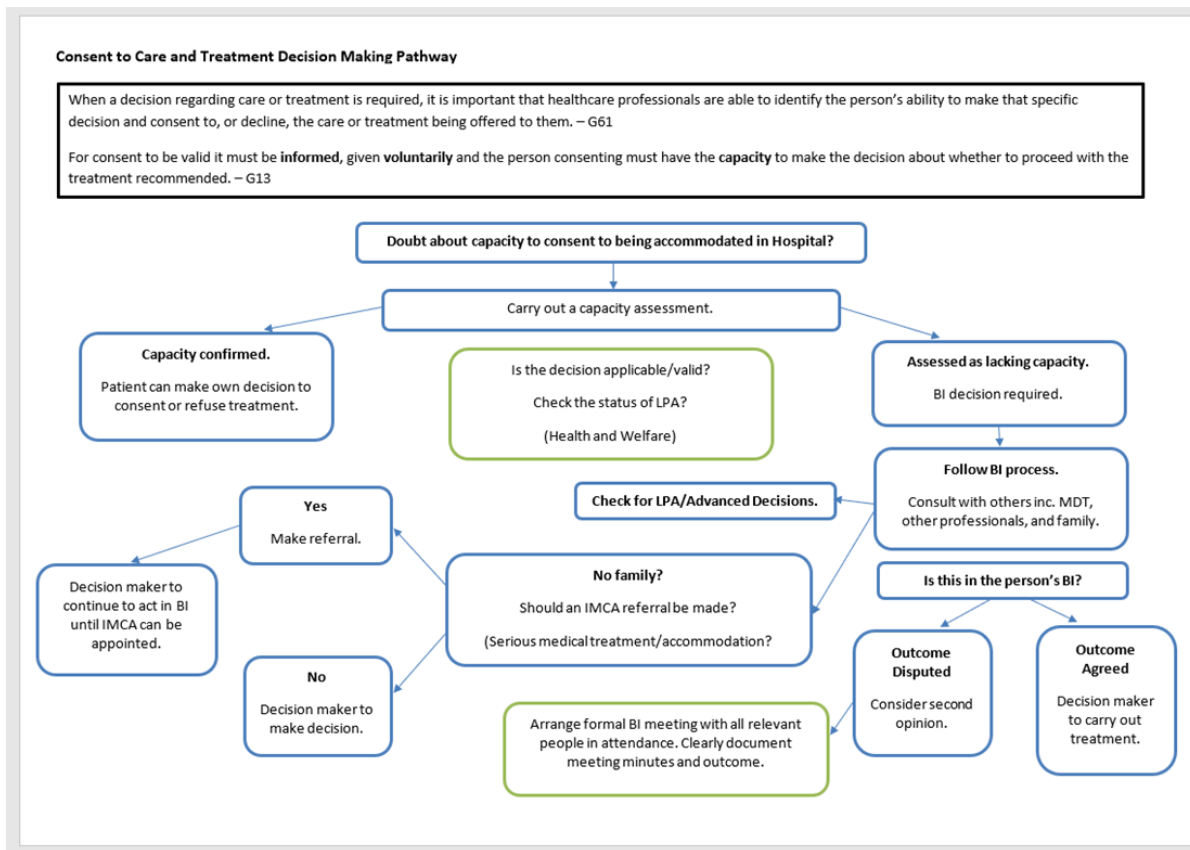 Consent to Care and Treatment Decision Making Pathway
When a decision regarding care or treatment is required, it is important that healthcare professionals are able to identify the person's ability to make that specific
decision and consent to, or decline, the care or treatment being offered to them. – G61
For consent to be valid it must be informed, given voluntarily and the person consenting must have the capacity to make the decision about whether to proceed with the
treatment recommended. – G13
Doubt about capacity to consent to being accommodated in Hospital?
Carry out a capacity assessment.
Capacity confirmed.
Patient can make own decision to
consent or refuse treatment.
Is the decision applicable/valid?
Check the status of LPA?
(Health and Welfare)
Assessed as lacking capacity.
BI decision required.
Follow BI process.
Consult with others inc. MDT,
other professionals, and family.
Check for LPA/Advanced Decisions.
Yes
Make referral.
Decision maker to
continue to act in BI
until IMCA can be
appointed.
No family?
Should an IMCA referral be made?
(Serious medical treatment/accommodation?
Is this in the person's BI?
No
Decision maker to
make decision.
Outcome
Disputed
Consider second
opinion.
Outcome
Agreed
Decision maker
to carry out
treatment.
Arrange formal BI meeting with all relevant
people in attendance. Clearly document
meeting minutes and outcome.